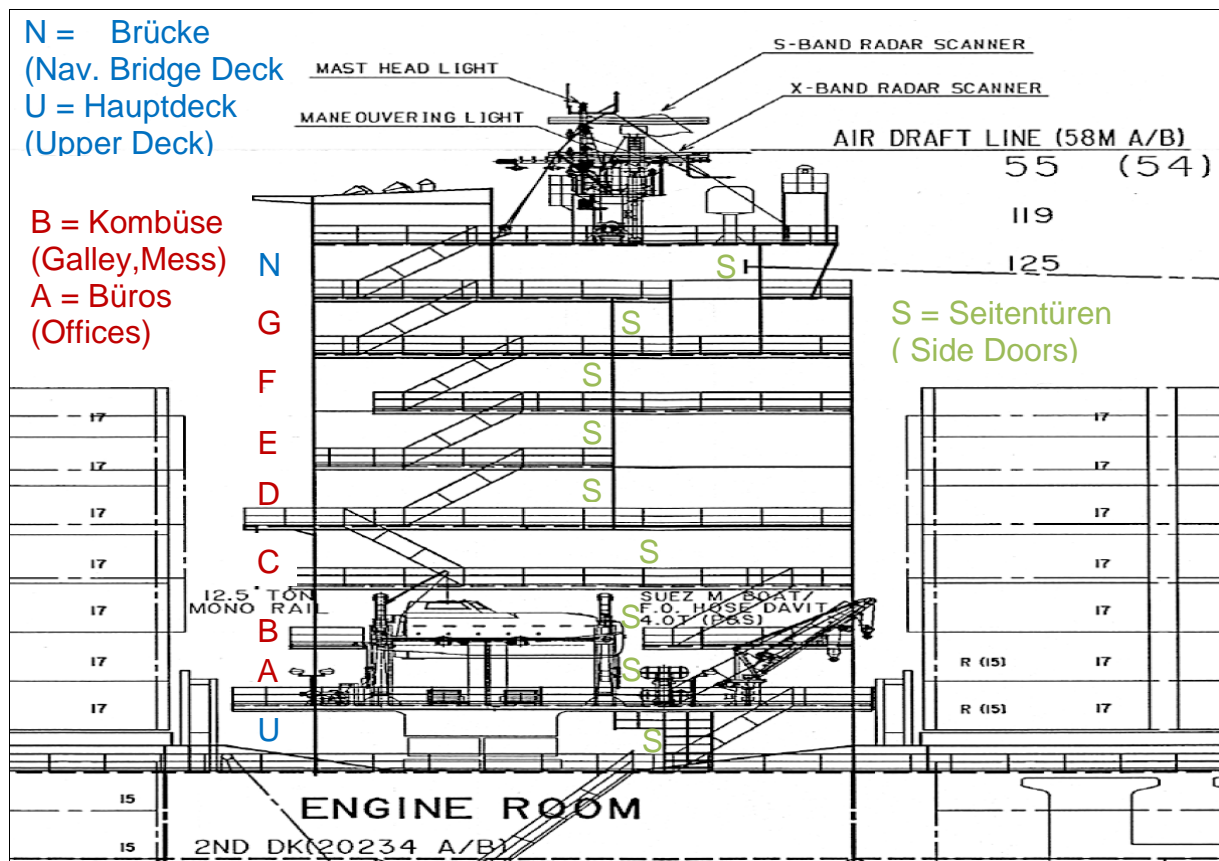 N = Brücke
(Nav. Bridge Deck
U = Hauptdeck
(Upper Deck)
B = Kombüse
(Galley,Mess)
A = Büros
(Offices)
MAST HEAD LIGHT
MANEOUVERING LIGHT
S-BAND RADAR SCANNER
X-BAND RADAR SCANNER
AIR DRAFT LINE (58M A/B)
55 (54)
119
125
S = Seitentüren
( Side Doors)
N S
G S
F S
E S
D S
C S
12.5 TON
MONO RAIL
SUEZ M. BOAT/
F.O. HOSE DAVIT
4.0T (P&S)
B S
A S
U S
17
17
17
17
17
17
17
17
17
17
17
17
R (15) 17
R (15) 17
15
15
ENGINE ROOM
2ND DK(20234 A/B)